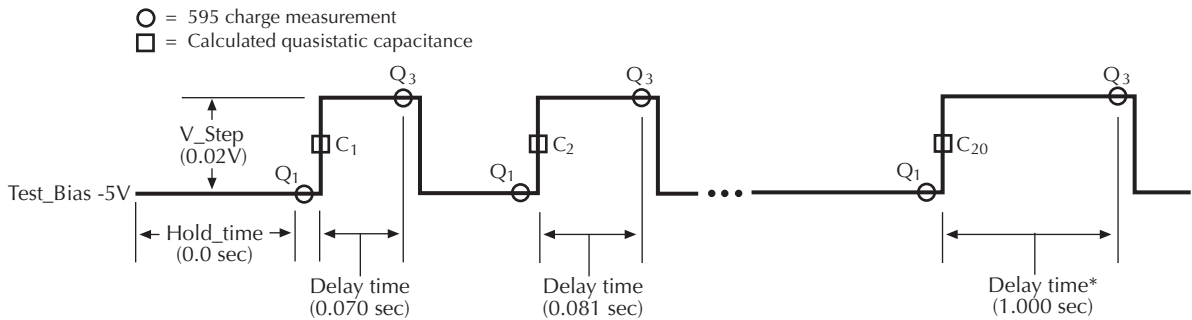 = 595 charge measurement
= Calculated quasistatic capacitance
Q3 Q3 Q3
V_Step
(0.02V)
C1 C2 C20
Q1 Q1 Q1
Test_Bias -5V
Hold_time
(0.0 sec)
Delay time
(0.070 sec)
Delay time
(0.081 sec)
Delay time*
(1.000 sec)